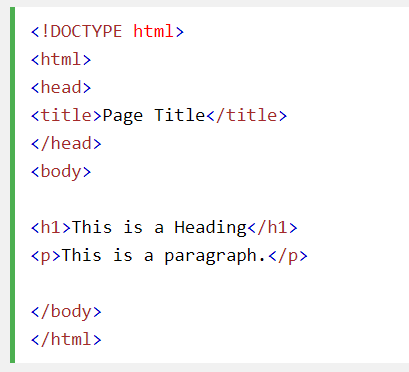 <!DOCTYPE html>
<html>
<head>
<title>Page Title</title>
</head>
<body>
<h1>This is a Heading</h1>
<p>This is a paragraph.</p>
</body>
</html>